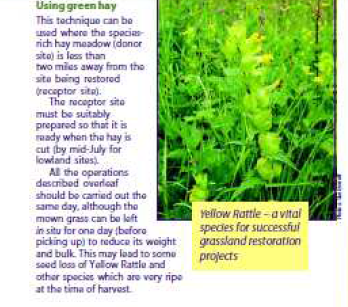 Using green hay
This technique can be
used where the species-
rich hay meadow (donor
site) is less than
two miles away from the
site being restored
(receptor site).
The receptor site
must be suitably
prepared so that it is
ready when the hay is
cut (by mid-July for
lowland sites).
All the operations
described overleaf
should be carried out the
same day, although the
mown grass can be left
in situ for one day (before
picking up) to reduce its weight
and bulk. This may lead to some
seed loss of Yellow Rattle and
other species which are very ripe
at the time of harvest.
Yellow Rattle – a vital
species for successful
grassland restoration
projects